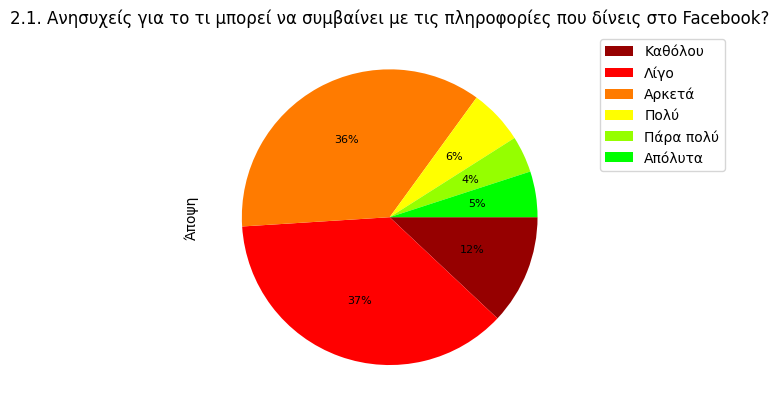 2.1. Ανησυχείς για το τι μπορεί να συμβαίνει με τις πληροφορίες που δίνεις στο Facebook?
Καθόλου
Λίγο
Αρκετά
Πολύ
Πάρα πολύ
Απόλυτα
36%
6%
4%
5%
12%
37%
Άποψη